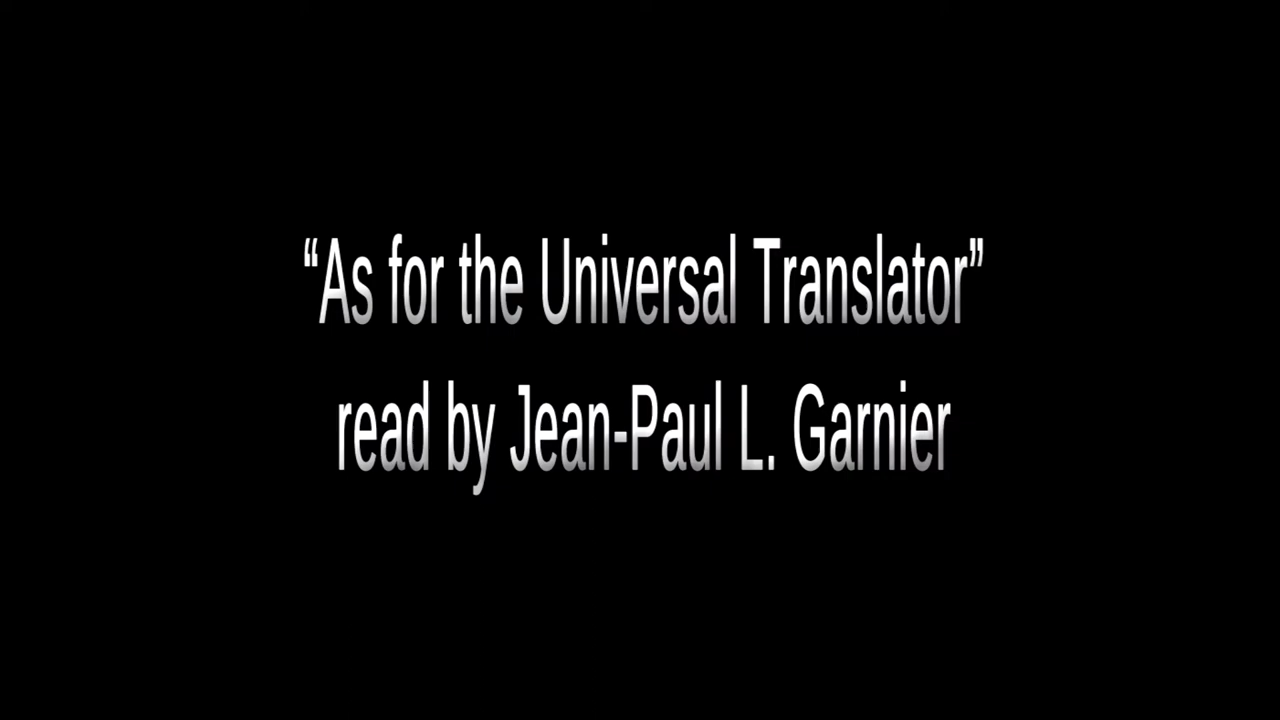 “As for the Universal Translator”
read by Jean-Paul L. Garnier